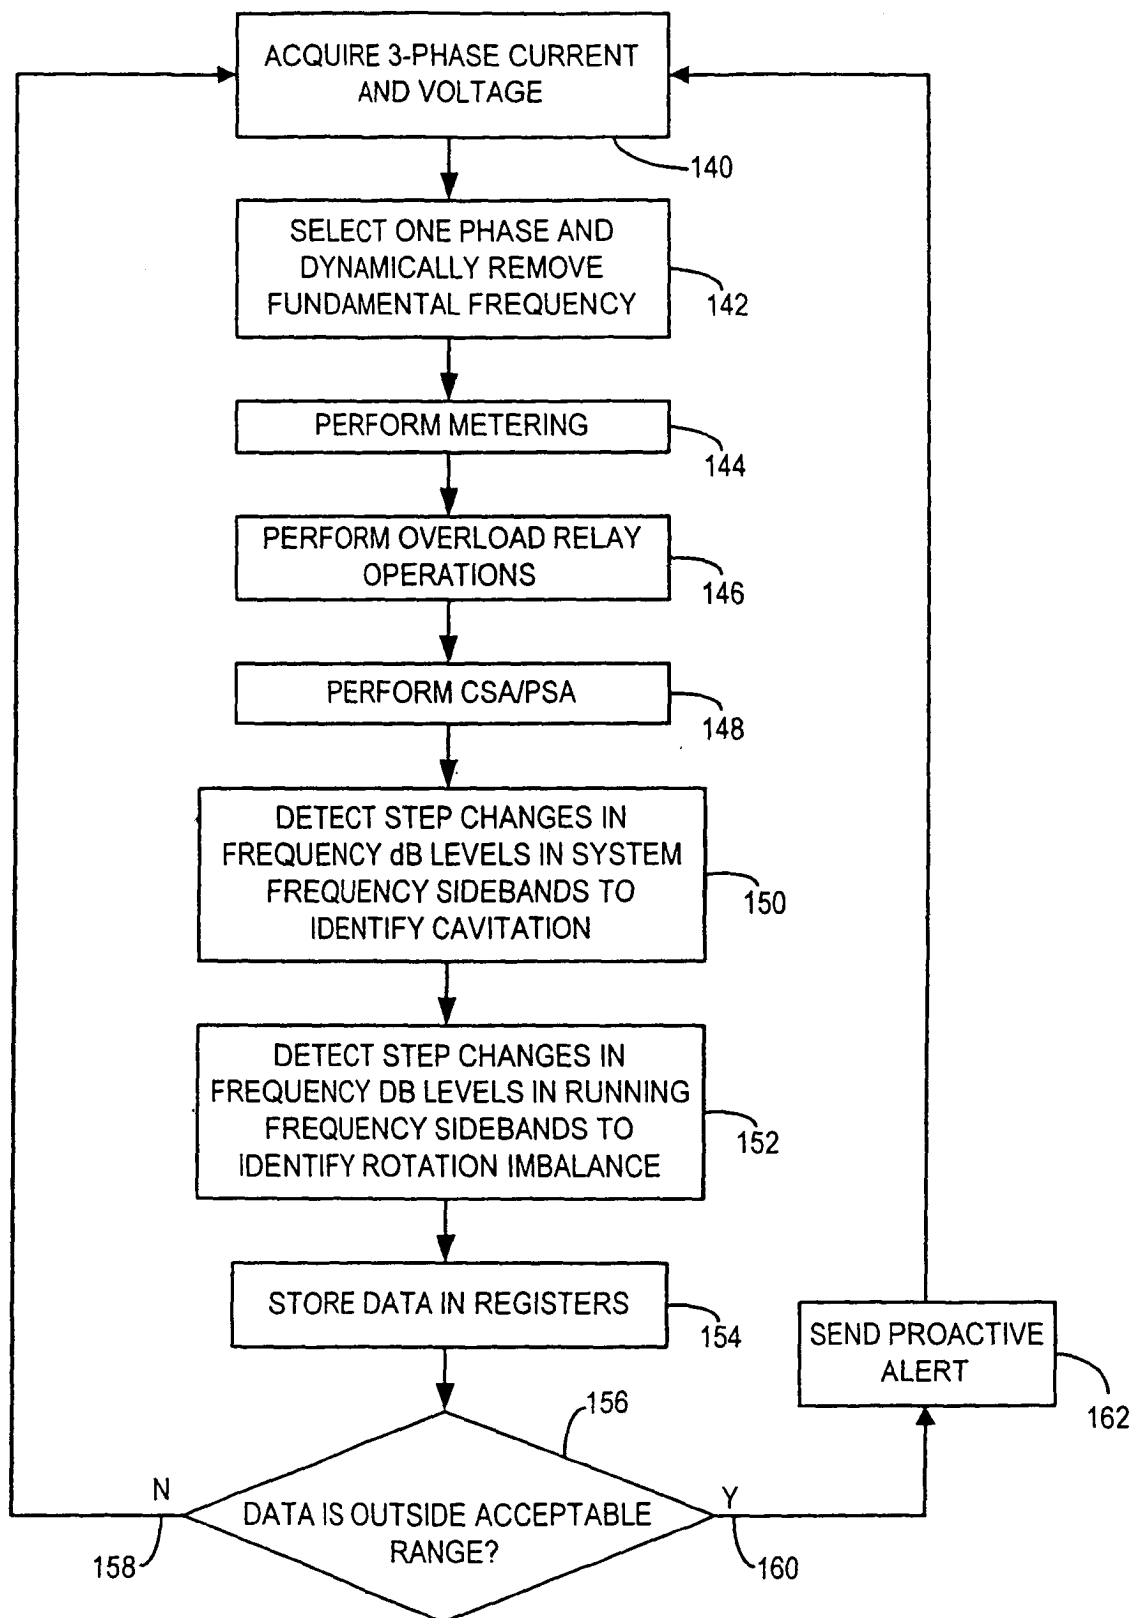 ACQUIRE 3-PHASE CURRENT
AND VOLTAGE
140
SELECT ONE PHASE AND
DYNAMICALLY REMOVE
FUNDAMENTAL FREQUENCY
142
PERFORM METERING
144
PERFORM OVERLOAD RELAY
OPERATIONS
146
PERFORM CSA/PSA
148
DETECT STEP CHANGES IN
FREQUENCY dB LEVELS IN SYSTEM
FREQUENCY SIDEBANDS TO
IDENTIFY CAVITATION
150
DETECT STEP CHANGES IN
FREQUENCY DB LEVELS IN RUNNING
FREQUENCY SIDEBANDS TO
IDENTIFY ROTATION IMBALANCE
152
STORE DATA IN REGISTERS
154
SEND PROACTIVE
ALERT
162
156
N
DATA IS OUTSIDE ACCEPTABLE
RANGE?
Y
158
160